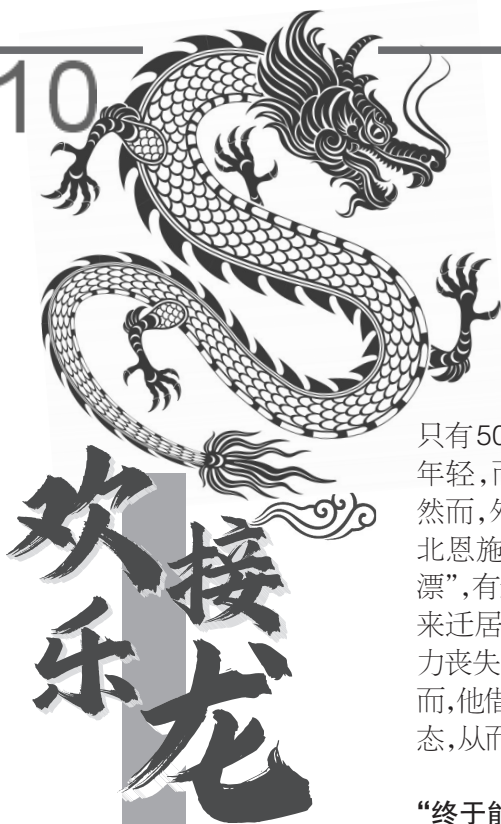 10
欢乐
接龙
只有50
年轻,而
然而,
北恩施
漂”,有
来迁居
力丧失
而,他借
态,从而
“终于能